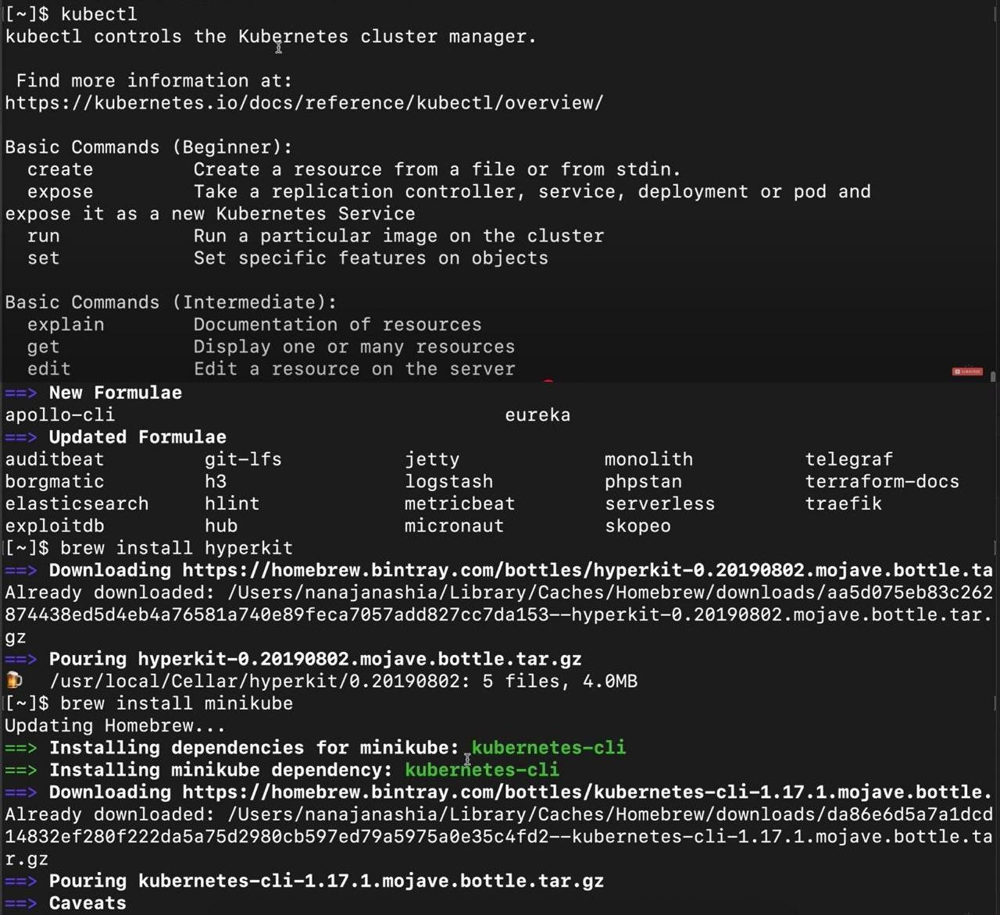 [~]$ kubectl
kubectl controls the Kubernetes cluster manager.
Find more information at:
https://kubernetes.io/docs/reference/kubectl/overview/
Basic Commands (Beginner):
create Create a resource from a file or from stdin.
expose Take a replication controller, service, deployment or pod and
expose it as a new Kubernetes Service
run Run a particular image on the cluster
set Set specific features on objects
Basic Commands (Intermediate):
explain Documentation of resources
get Display one or many resources
edit Edit a resource on the server
==> New Formulae
apollo-cli eureka
==> Updated Formulae
auditbeat git-lfs jetty monolith telegraf
borgmatic h3 logstash phpstan terraform-docs
elasticsearch hlint metricbeat serverless traefik
exploitdb hub micronaut skopeo
[~]$ brew install hyperkit
==> Downloading https://homebrew.bintray.com/bottles/hyperkit-0.20190802.mojave.bottle.ta
Already downloaded: /Users/nanajanashia/Library/Caches/Homebrew/downloads/aa5d075eb83c262
874438ed5d4eb4a76581a740e89feca7057add827cc7da153--hyperkit-0.20190802.mojave.bottle.tar.
gz
==> Pouring hyperkit-0.20190802.mojave.bottle.tar.gz
🍺 /usr/local/Cellar/hyperkit/0.20190802: 5 files, 4.0MB
[~]$ brew install minikube
Updating Homebrew...
==> Installing dependencies for minikube: kubernetes-cli
==> Installing minikube dependency: kubernetes-cli
==> Downloading https://homebrew.bintray.com/bottles/kubernetes-cli-1.17.1.mojave.bottle.
Already downloaded: /Users/nanajanashia/Library/Caches/Homebrew/downloads/da86e6d5a7a1dcd
14832ef280f222da5a75d2980cb597ed79a5975a0e35c4fd2--kubernetes-cli-1.17.1.mojave.bottle.ta
r.gz
==> Pouring kubernetes-cli-1.17.1.mojave.bottle.tar.gz
==> Caveats